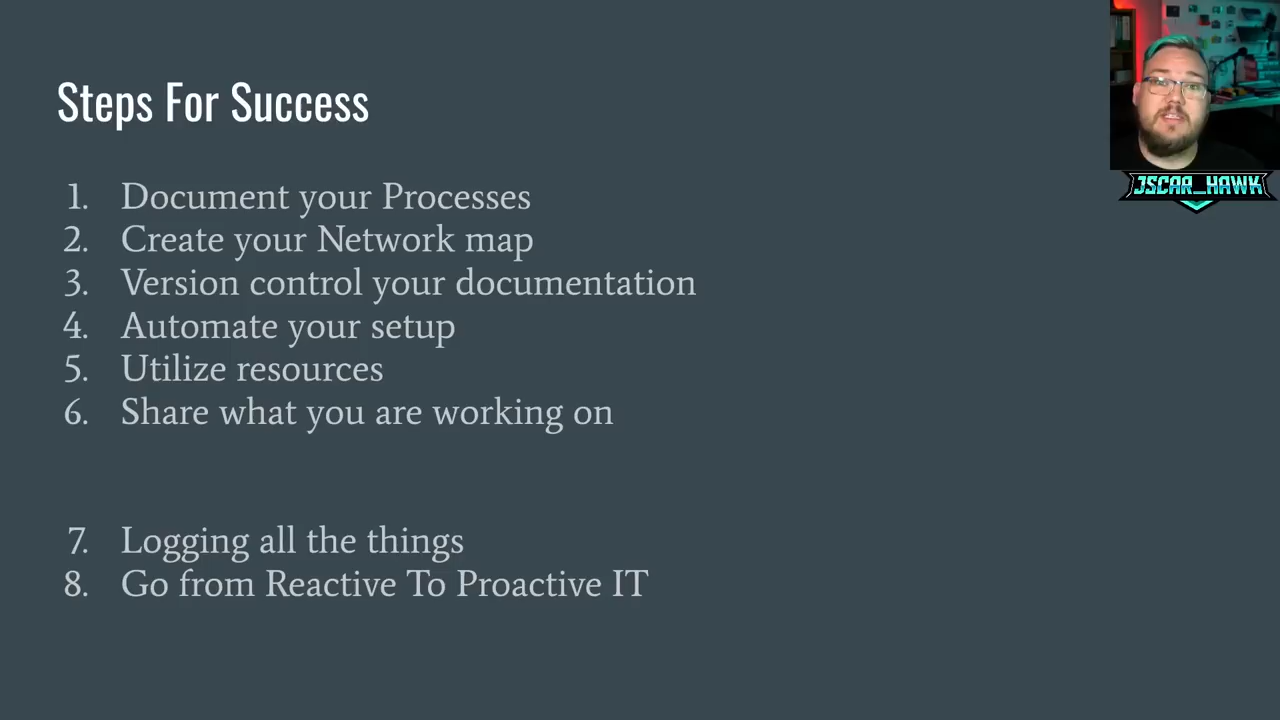 Steps For Success
1. Document your Processes
2. Create your Network map
3. Version control your documentation
4. Automate your setup
5. Utilize resources
6. Share what you are working on
7. Logging all the things
8. Go from Reactive To Proactive IT
JSCAR_HAWK